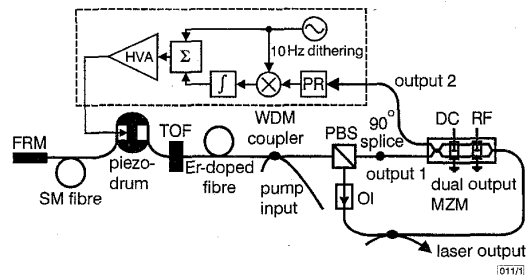 HVA
Σ
10 Hz dithering
∫
PR
output 2
FRM
SM fibre
piezo-
drum
TOF
Er-doped
fibre
WDM
coupler
pump
input
PBS
90°
splice
output 1
OI
DC RF
dual output
MZM
laser output
011/1